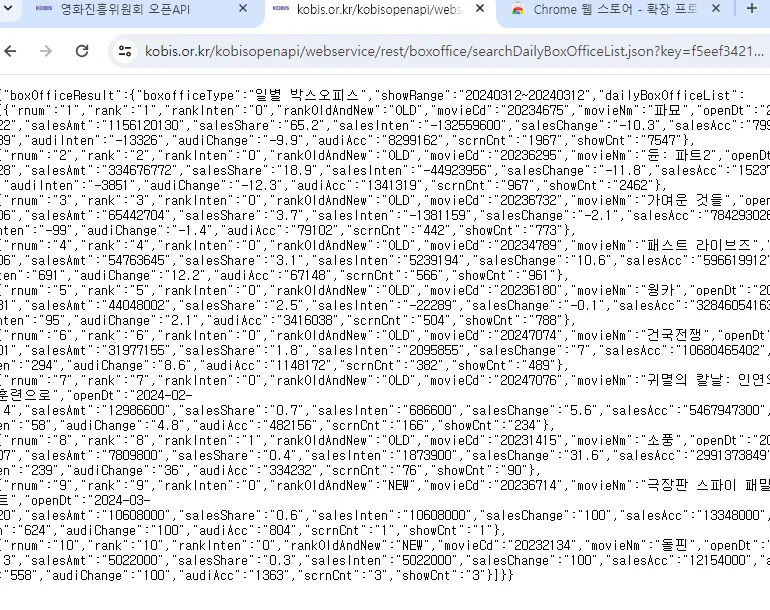 KOBIS 영화진흥위원회 오픈API
KOBIS kobis.or.kr/kobisopenapi/webs
Chrome 웹 스토어 - 확장 프로
kobis.or.kr/kobisopenapi/webservice/rest/boxoffice/searchDailyBoxOfficeList.json?key=f5eef3421...
{"boxOfficeResult":{"boxofficeType":"일별 박스오피스","showRange":"20240312~20240312","dailyBoxOfficeList":
[{"rnum":"1","rank":"1","rankInten":"0","rankOldAndNew":"OLD","movieCd":"20234675","movieNm":"파묘","openDt":"2
22","salesAmt":"1156120130","salesShare":"65.2","salesInten":"-132559600","salesChange":"-10.3","salesAcc":"799
39","audiInten":"-13326","audiChange":"-9.9","audiAcc":"8299162","scrnCnt":"1967","showCnt":"7547"},
{"rnum":"2","rank":"2","rankInten":"0","rankOldAndNew":"OLD","movieCd":"20236295","movieNm":"듄: 파트2","openDt
28","salesAmt":"334676772","salesShare":"18.9","salesInten":"-44923956","salesChange":"-11.8","salesAcc":"1523
"audiInten":"-3851","audiChange":"-12.3","audiAcc":"1341319","scrnCnt":"967","showCnt":"2462"},
{"rnum":"3","rank":"3","rankInten":"0","rankOldAndNew":"OLD","movieCd":"20236732","movieNm":"가여운 것들","open
06","salesAmt":"65442704","salesShare":"3.7","salesInten":"-1381159","salesChange":"-2.1","salesAcc":"784293028
nten":"-99","audiChange":"-1.4","audiAcc":"79102","scrnCnt":"442","showCnt":"773"},
{"rnum":"4","rank":"4","rankInten":"0","rankOldAndNew":"OLD","movieCd":"20234789","movieNm":"패스트 라이브즈","
06","salesAmt":"54763645","salesShare":"3.1","salesInten":"5239194","salesChange":"10.6","salesAcc":"596619912
ten":"691","audiChange":"12.2","audiAcc":"67148","scrnCnt":"566","showCnt":"961"},
{"rnum":"5","rank":"5","rankInten":"0","rankOldAndNew":"OLD","movieCd":"20236180","movieNm":"웡카","openDt":"20
31","salesAmt":"44048002","salesShare":"2.5","salesInten":"-22289","salesChange":"-0.1","salesAcc":"32846054163
nten":"95","audiChange":"2.1","audiAcc":"3416038","scrnCnt":"504","showCnt":"788"},
{"rnum":"6","rank":"6","rankInten":"0","rankOldAndNew":"OLD","movieCd":"20247074","movieNm":"건국전쟁","openDt"
01","salesAmt":"31977155","salesShare":"1.8","salesInten":"2095855","salesChange":"7","salesAcc":"10680465402",
en":"294","audiChange":"8.6","audiAcc":"1148172","scrnCnt":"382","showCnt":"489"},
{"rnum":"7","rank":"7","rankInten":"0","rankOldAndNew":"OLD","movieCd":"20247076","movieNm":"귀멸의 칼날: 인연의
훈련으로","openDt":"2024-02-
4","salesAmt":"12986600","salesShare":"0.7","salesInten":"686600","salesChange":"5.6","salesAcc":"5467947300",
en":"58","audiChange":"4.8","audiAcc":"482156","scrnCnt":"166","showCnt":"234"},
{"rnum":"8","rank":"8","rankInten":"1","rankOldAndNew":"OLD","movieCd":"20231415","movieNm":"소풍","openDt":"20
07","salesAmt":"7809800","salesShare":"0.4","salesInten":"1873900","salesChange":"31.6","salesAcc":"2991373849"
en":"239","audiChange":"36","audiAcc":"334232","scrnCnt":"76","showCnt":"90"},
{"rnum":"9","rank":"9","rankInten":"0","rankOldAndNew":"NEW","movieCd":"20236714","movieNm":"극장판 스파이 패밀
트","openDt":"2024-03-
20","salesAmt":"10608000","salesShare":"0.6","salesInten":"10608000","salesChange":"100","salesAcc":"13348000",
n":"624","audiChange":"100","audiAcc":"804","scrnCnt":"1","showCnt":"1"},
{"rnum":"10","rank":"10","rankInten":"0","rankOldAndNew":"NEW","movieCd":"20232134","movieNm":"돌핀","openDt":"
3","salesAmt":"5022000","salesShare":"0.3","salesInten":"5022000","salesChange":"100","salesAcc":"12154000","a
"558","audiChange":"100","audiAcc":"1363","scrnCnt":"3","showCnt":"3"}]}}